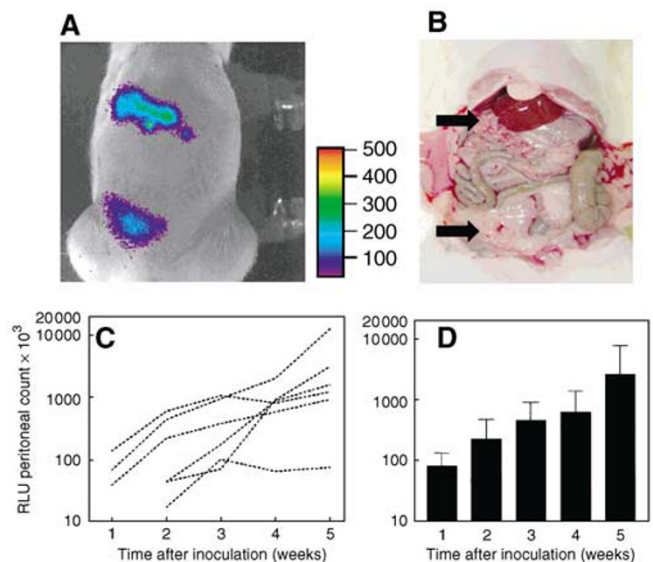 A
B
500
400
300
200
100
C
RLU peritoneal count × 10³
20000
10000
1000
100
10
1 2 3 4 5
Time after inoculation (weeks)
D
20000
10000
1000
100
10
1 2 3 4 5
Time after inoculation (weeks)